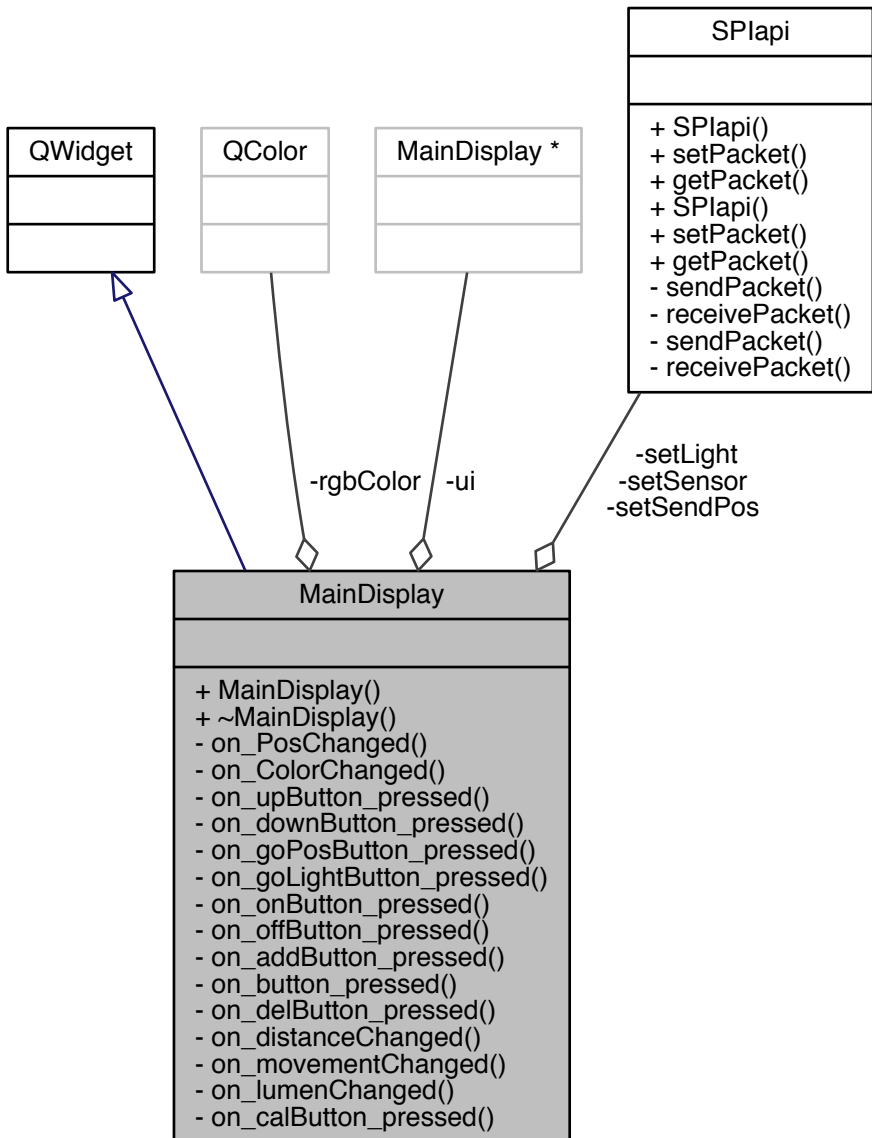 SPIapi
+ SPIapi()
+ setPacket()
+ getPacket()
+ SPIapi()
+ setPacket()
+ getPacket()
- sendPacket()
- receivePacket()
- sendPacket()
- receivePacket()
QWidget
QColor
MainDisplay *
-rgbColor
-ui
-setLight
-setSensor
-setSendPos
MainDisplay
+ MainDisplay()
+ ~MainDisplay()
- on_PosChanged()
- on_ColorChanged()
- on_upButton_pressed()
- on_downButton_pressed()
- on_goPosButton_pressed()
- on_goLightButton_pressed()
- on_onButton_pressed()
- on_offButton_pressed()
- on_addButton_pressed()
- on_button_pressed()
- on_delButton_pressed()
- on_distanceChanged()
- on_movementChanged()
- on_lumenChanged()
- on_calButton_pressed()